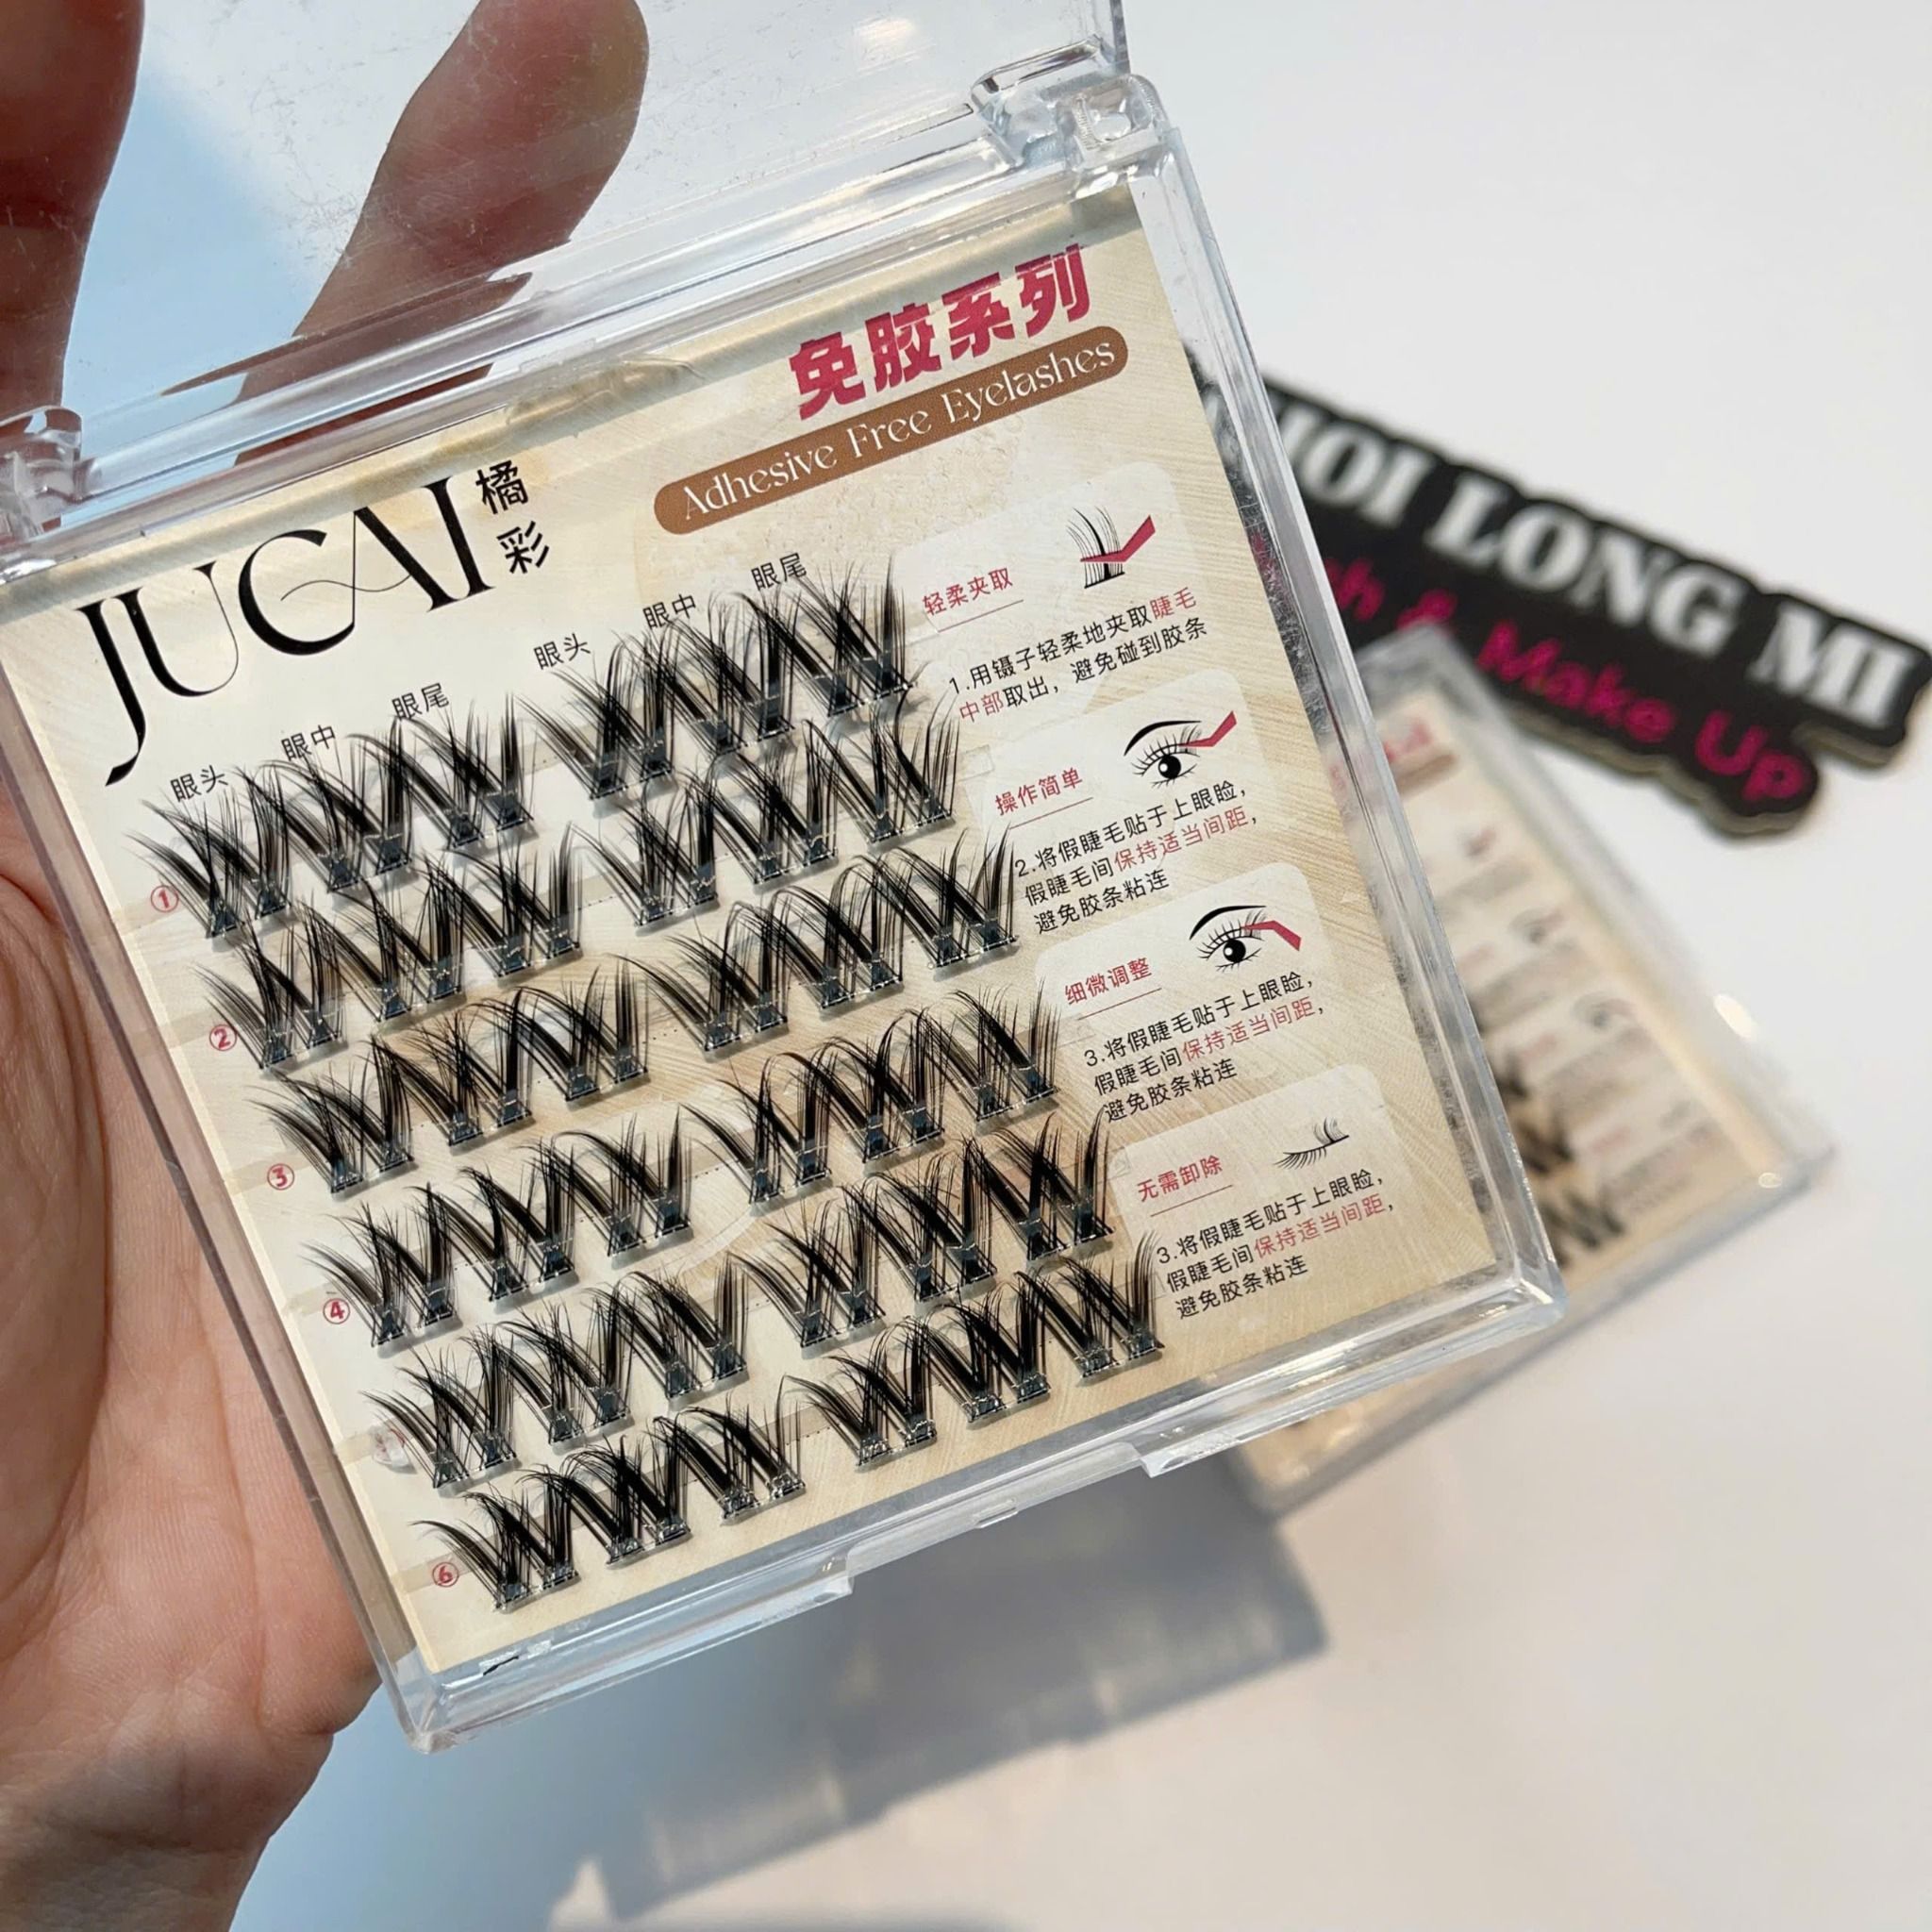 免胶系列
Adhesive Free Eyelashes
JUCAI
橘彩
眼头
眼中
眼尾
眼头
眼中
眼尾
①
②
③
④
⑥
轻柔夹取
1.用镊子轻柔地夹取睫毛
中部取出，避免碰到胶条
操作简单
2.将假睫毛贴于上眼睑，
假睫毛间保持适当间距，
避免胶条粘连
细微调整
3.将假睫毛贴于上眼睑，
假睫毛间保持适当间距，
避免胶条粘连
无需卸除
3.将假睫毛贴于上眼睑，
假睫毛间保持适当间距，
避免胶条粘连
LONG MI
& Make Up